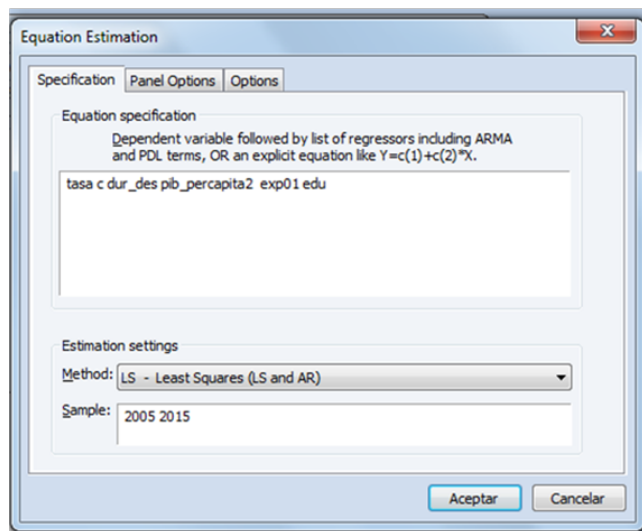 Equation Estimation
Specification Panel Options Options
Equation specification
Dependent variable followed by list of regressors including ARMA
and PDL terms, OR an explicit equation like Y=c(1)+c(2)*X.
tasa c dur_des pib_percapita2 exp01 edu
Estimation settings
Method: LS - Least Squares (LS and AR)
Sample: 2005 2015
Aceptar Cancelar